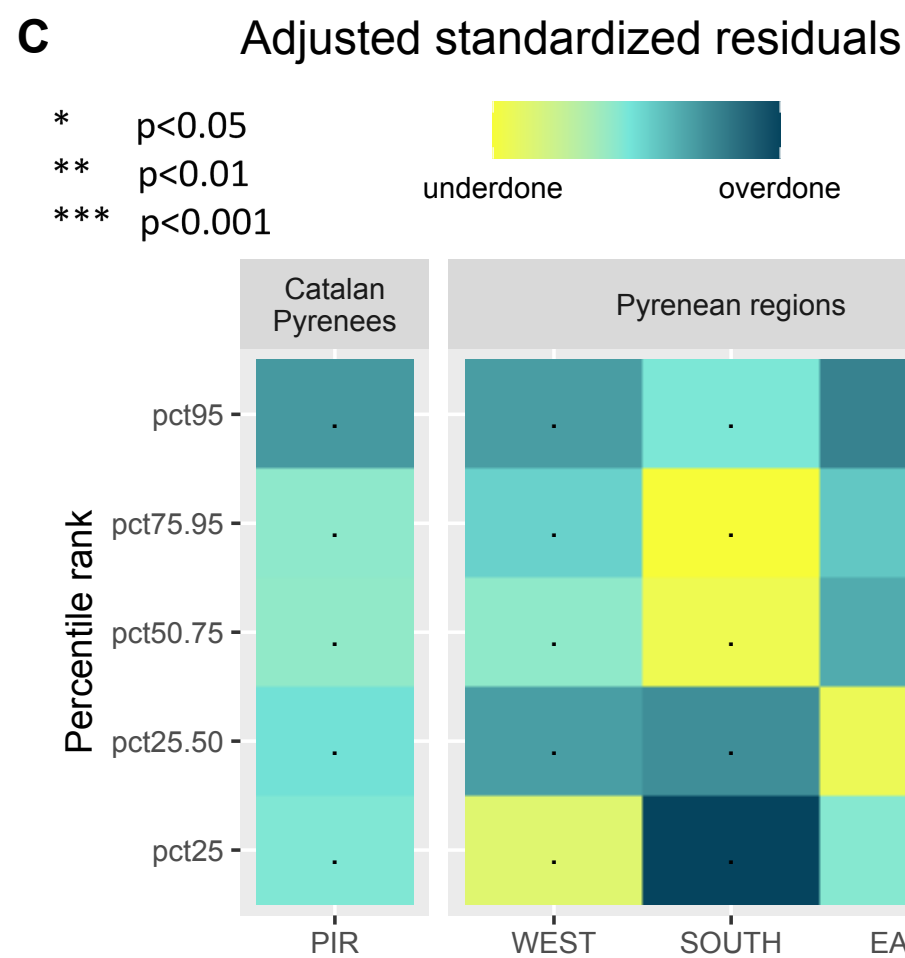 C
Adjusted standardized residuals
* p<0.05
** p<0.01
*** p<0.001
underdone overdone
Catalan
Pyrenees
Pyrenean regions
Percentile rank
pct95
pct75.95
pct50.75
pct25.50
pct25
PIR WEST SOUTH EA